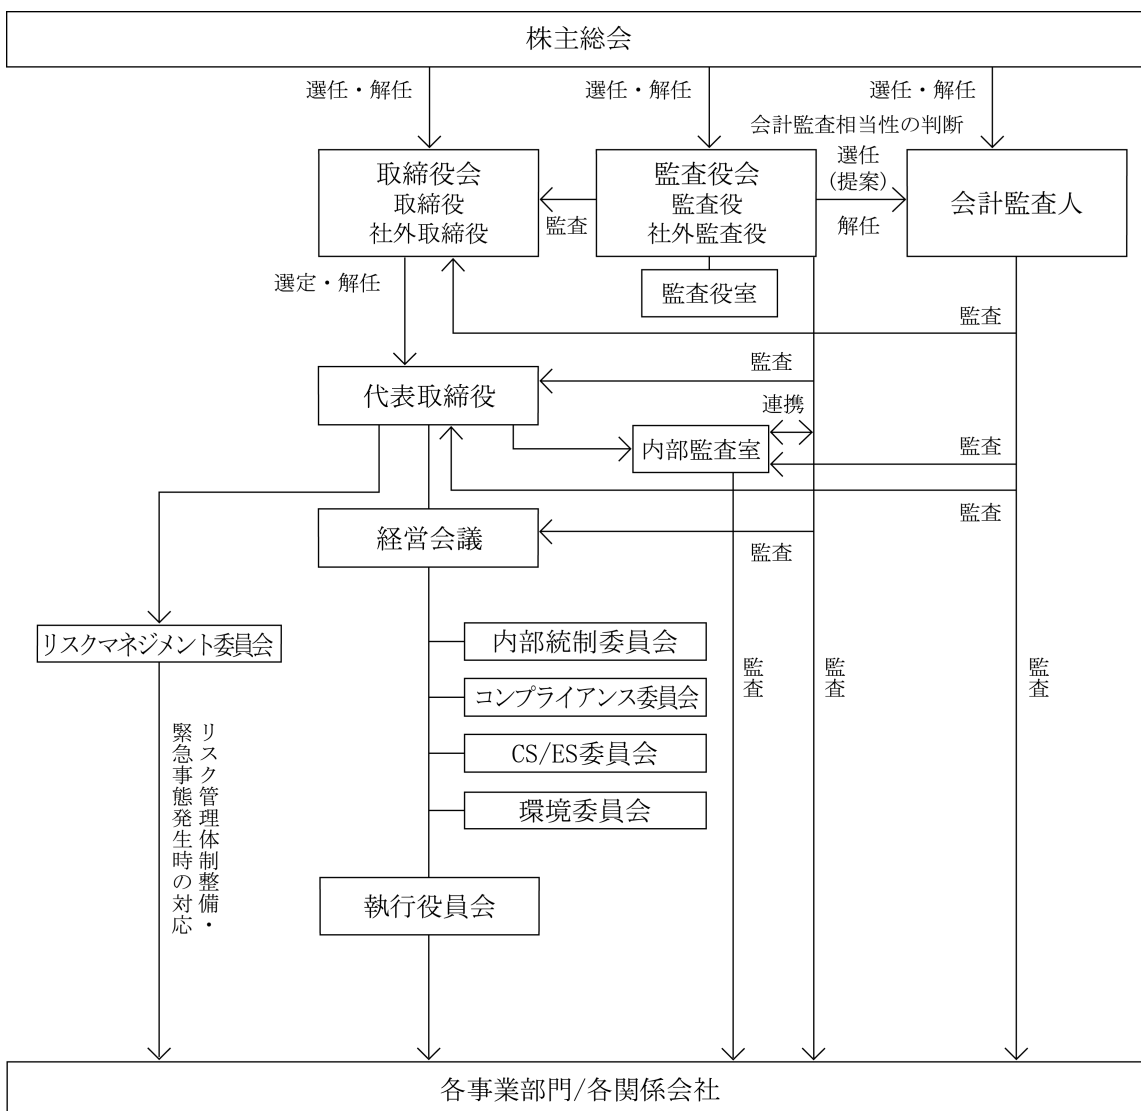 株主総会
選任・解任
選任・解任
選任・解任
会計監査相当性の判断
取締役会
取締役
社外取締役
監査
監査役会
監査役
社外監査役
選任
(提案)
解任
会計監査人
選定・解任
監査役室
監査
監査
代表取締役
連携
内部監査室
監査
監査
経営会議
監査
リスクマネジメント委員会
内部統制委員会
コンプライアンス委員会
CS/ES委員会
環境委員会
監査
監査
監査
リスク管理体制整備・
緊急事態発生時の対応
執行役員会
各事業部門/各関係会社